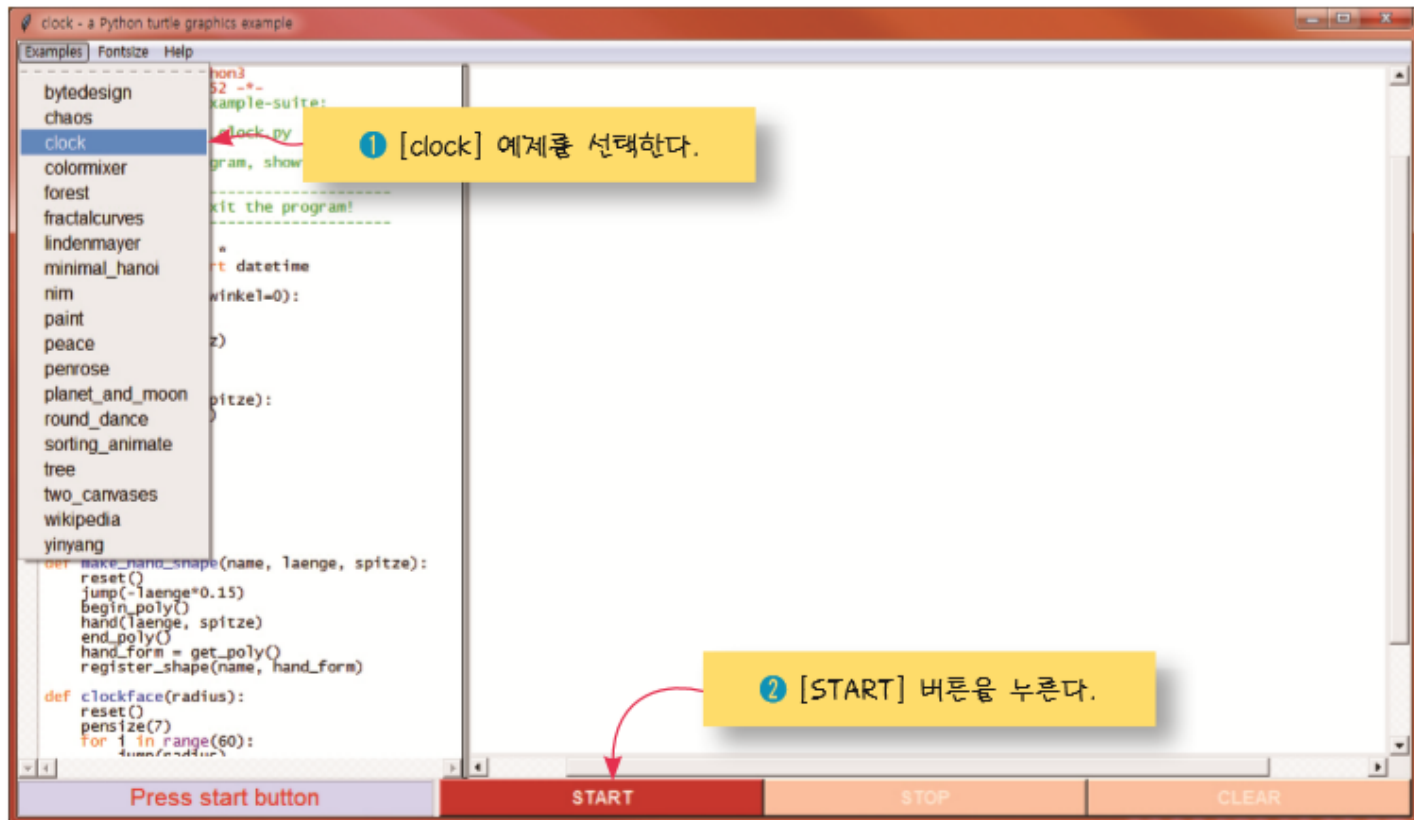 clock - a Python turtle graphics example
Examples Fontsize Help
bytedesign
chaos
clock
colormixer
forest
fractalcurves
lindenmayer
minimal_hanoi
nim
paint
peace
penrose
planet_and_moon
round_dance
sorting_animate
tree
two_canvases
wikipedia
yinyang
hon3
52 -*-
xample-suite:
clock.py
gram, show
------------------------
xit the program!
------------------------
*
rt datetime
winkel=0):
z)
pitze):
)
def make_hand_shape(name, laenge, spitze):
reset()
jump(-laenge*0.15)
begin_poly()
hand(laenge, spitze)
end_poly()
hand_form = get_poly()
register_shape(name, hand_form)
def clockface(radius):
reset()
pensize(7)
for i in range(60):
jump(radius)
❶ [clock] 예제를 선택한다.
❷ [START] 버튼을 누른다.
Press start button START STOP CLEAR